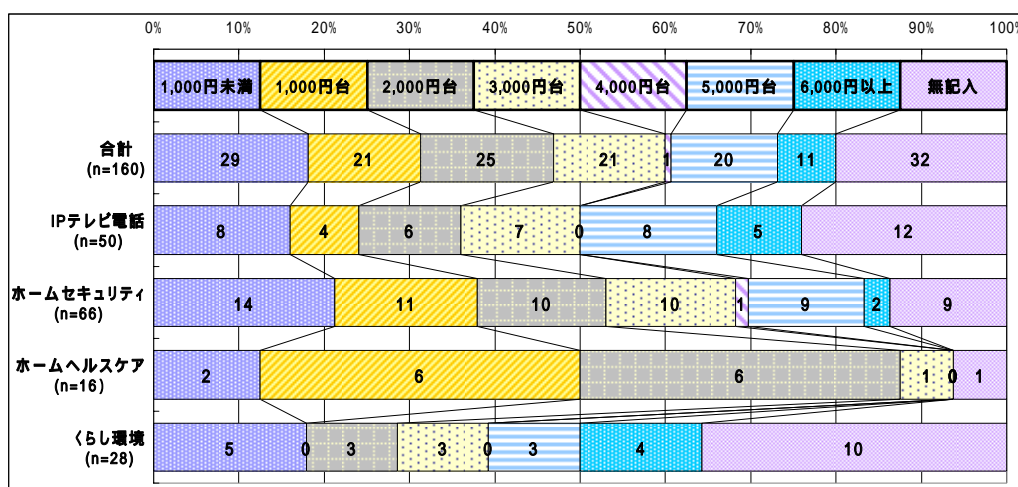 0% 10% 20% 30% 40% 50% 60% 70% 80% 90% 100%
1,000円未満 1,000円台 2,000円台 3,000円台 4,000円台 5,000円台 6,000円以上 無記入
合計
(n=160)
29 21 25 21 1 20 11 32
IPテレビ電話
(n=50)
8 4 6 7 0 8 5 12
ホームセキュリティ
(n=66)
14 11 10 10 1 9 2 9
ホームヘルスケア
(n=16)
2 6 6 1 0 1
くらし環境
(n=28)
5 0 3 3 0 3 4 10